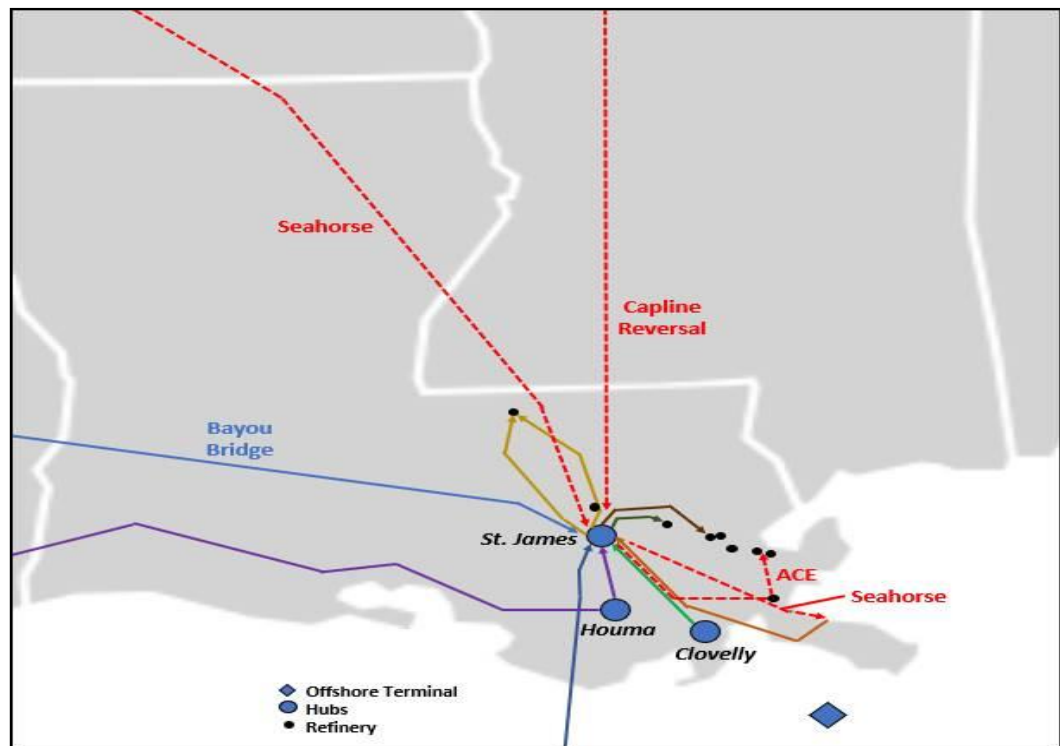 Seahorse
Capline
Reversal
Bayou
Bridge
St. James
ACE
Seahorse
Houma
Clovelly
Offshore Terminal
Hubs
Refinery